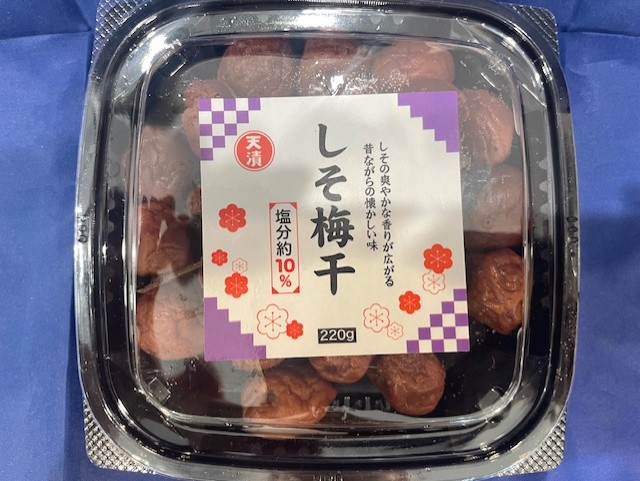 天
漬
しその爽やかな香りが広がる
昔ながらの懐かしい味
しそ梅干
塩分約10%
220g